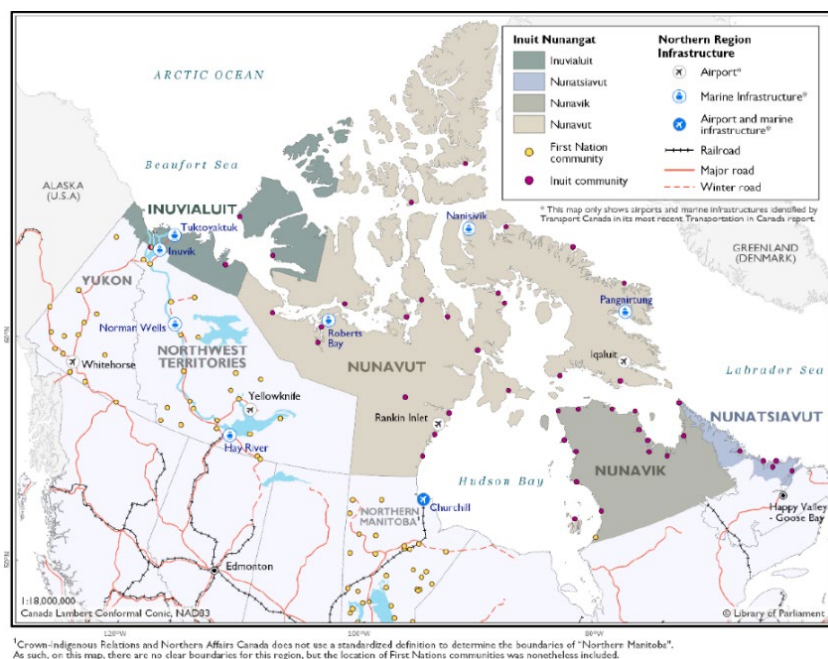 ARCTIC OCEAN
Beaufort Sea
ALASKA
(U.S.A)
INUVIALUIT
Tuktoyaktuk
Inuvik
YUKON
Norman Wells
NORTHWEST
TERRITORIES
Whitehorse
Yellowknife
Hay River
Edmonton
Nanisivik
Roberts
Bay
NUNAVUT
Rankin Inlet
Pangnirtung
Iqaluit
GREENLAND
(DENMARK)
Labrador Sea
NUNATSIAVUT
NUNAVIK
Hudson Bay
NORTHERN
MANITOBA¹
Churchill
Happy Valley
- Goose Bay
Inuit Nunangat
Inuvialuit
Nunatsiavut
Nunavik
Nunavut
First Nation
community
Inuit community
Northern Region
Infrastructure
Airport*
Marine Infrastructure*
Airport and marine
infrastructure*
Railroad
Major road
Winter road
* This map only shows airports and marine infrastructures identified by
Transport Canada in its most recent Transportation in Canada report.
1:18,000,000
Canada Lambert Conformal Conic, NAD83
© Library of Parliament
120°W
100°W
80°W
¹Crown-Indigenous Relations and Northern Affairs Canada does not use a standardized definition to determine the boundaries of "Northern Manitoba".
As such, on this map, there are no clear boundaries for this region, but the location of First Nations communities was nonetheless included.